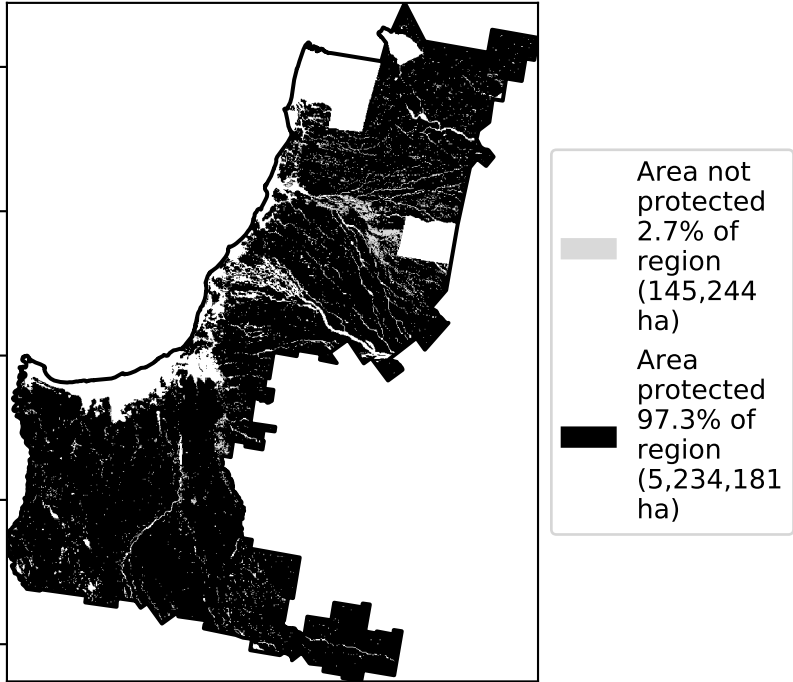 Area not
protected
2.7% of
region
(145,244
ha)
Area
protected
97.3% of
region
(5,234,181
ha)